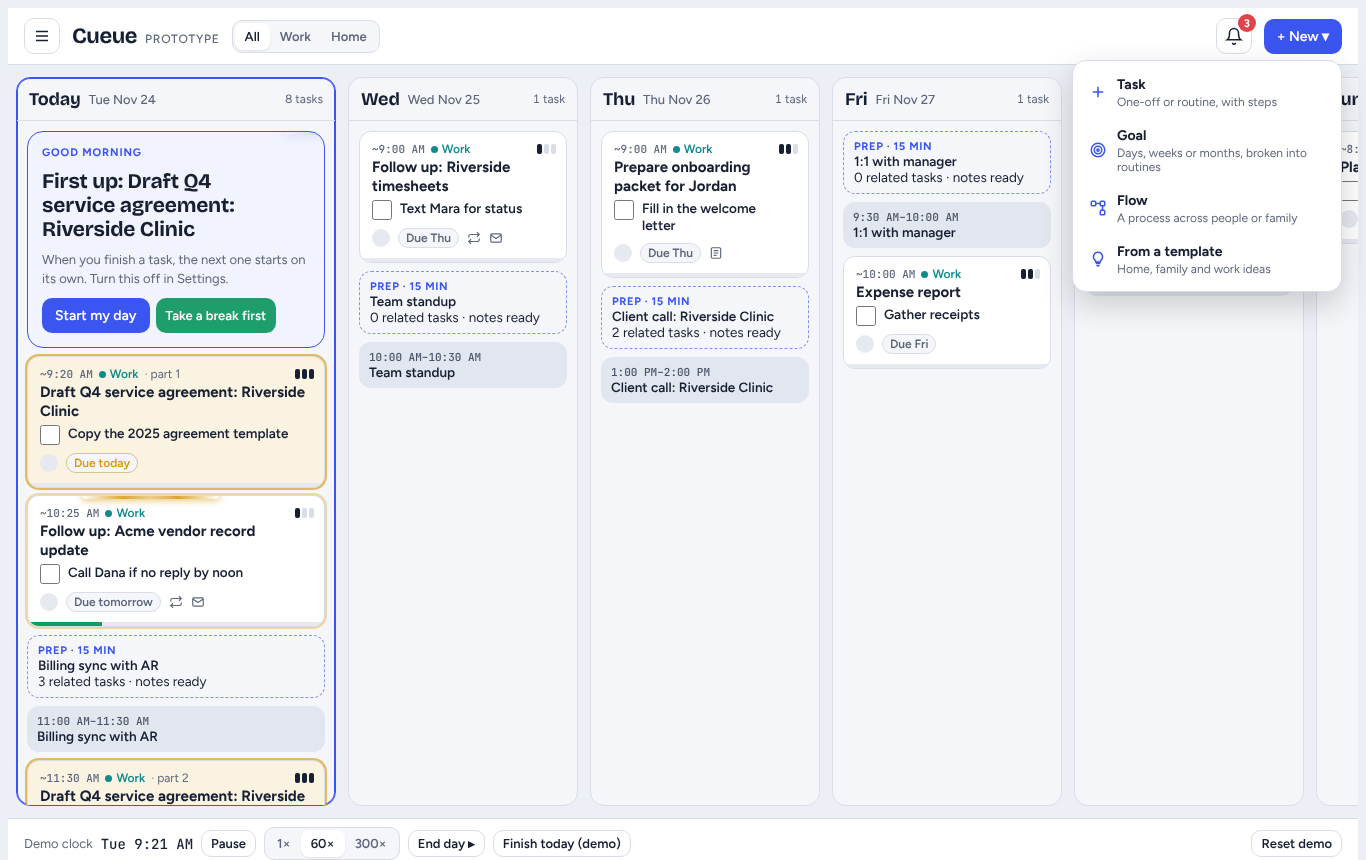 Cueue PROTOTYPE All Work Home 3 + New ▾
Today Tue Nov 24 8 tasks
GOOD MORNING
First up: Draft Q4
service agreement:
Riverside Clinic
When you finish a task, the next one starts on
its own. Turn this off in Settings.
Start my day Take a break first
~9:20 AM Work · part 1
Draft Q4 service agreement: Riverside
Clinic
Copy the 2025 agreement template
Due today
~10:25 AM Work
Follow up: Acme vendor record
update
Call Dana if no reply by noon
Due tomorrow
PREP · 15 MIN
Billing sync with AR
3 related tasks · notes ready
11:00 AM–11:30 AM
Billing sync with AR
~11:30 AM Work · part 2
Draft Q4 service agreement: Riverside
Wed Wed Nov 25 1 task
~9:00 AM Work
Follow up: Riverside
timesheets
Text Mara for status
Due Thu
PREP · 15 MIN
Team standup
0 related tasks · notes ready
10:00 AM–10:30 AM
Team standup
Thu Thu Nov 26 1 task
~9:00 AM Work
Prepare onboarding
packet for Jordan
Fill in the welcome
letter
Due Thu
PREP · 15 MIN
Client call: Riverside Clinic
2 related tasks · notes ready
1:00 PM–2:00 PM
Client call: Riverside Clinic
Fri Fri Nov 27 1 task
PREP · 15 MIN
1:1 with manager
0 related tasks · notes ready
9:30 AM–10:00 AM
1:1 with manager
~10:00 AM Work
Expense report
Gather receipts
Due Fri
Task
One-off or routine, with steps
Goal
Days, weeks or months, broken into
routines
Flow
A process across people or family
From a template
Home, family and work ideas
Demo clock Tue 9:21 AM Pause 1× 60× 300× End day ▸ Finish today (demo) Reset demo